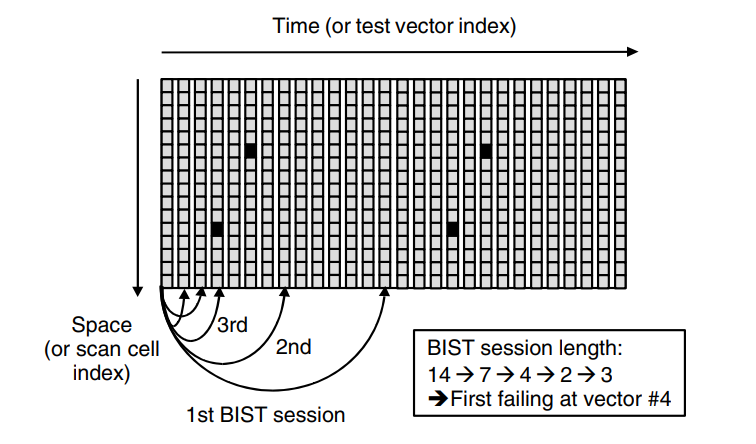 Time (or test vector index)
Space
(or scan cell
index)
3rd
2nd
1st BIST session
BIST session length:
14 → 7 → 4 → 2 → 3
➔ First failing at vector #4